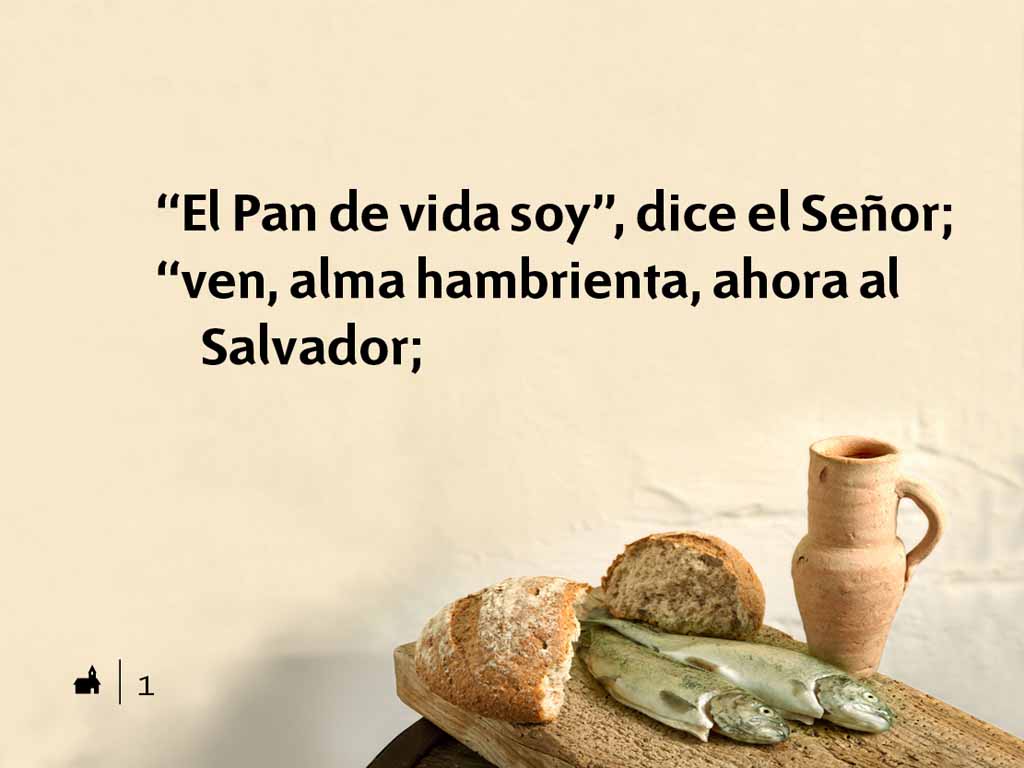 “El Pan de vida soy”, dice el Señor;
“ven, alma hambrienta, ahora al
Salvador;
1